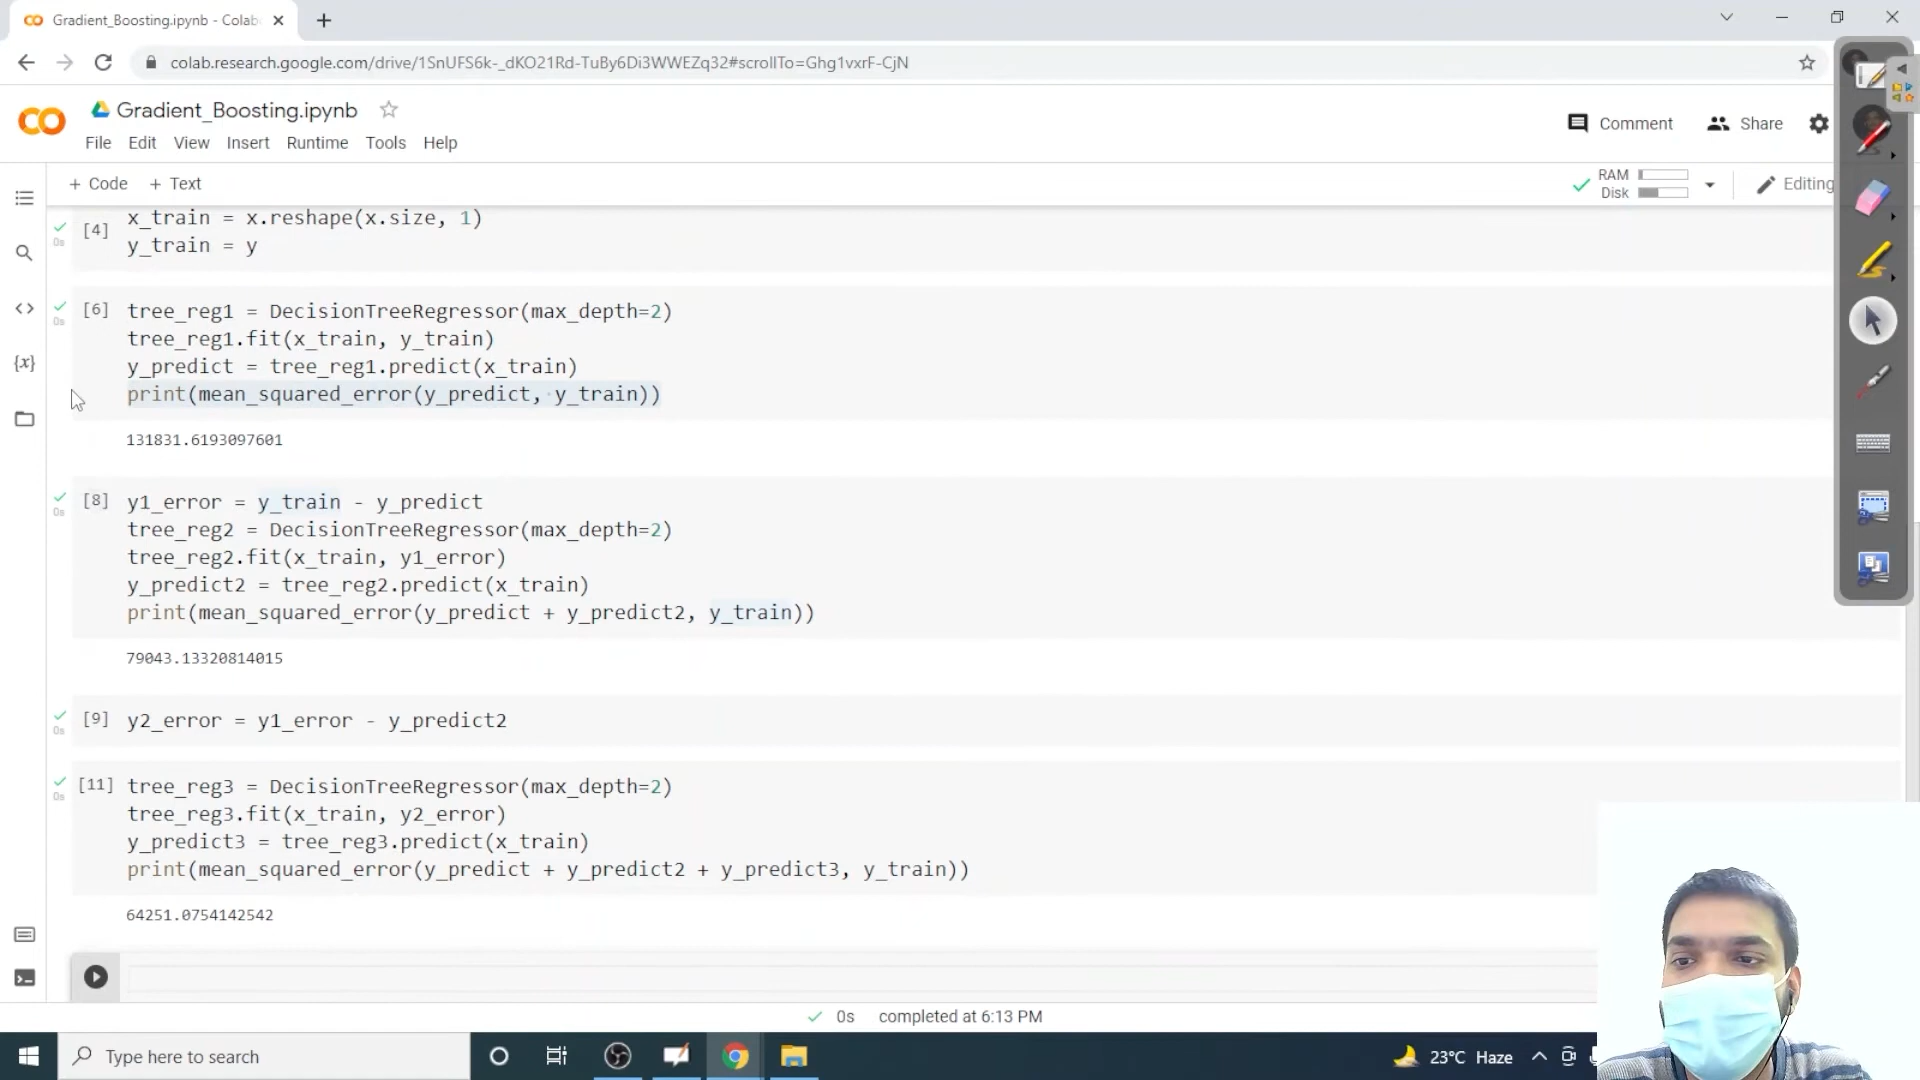 Gradient_Boosting.ipynb - Colab
colab.research.google.com/drive/1SnUFS6k-_dKO21Rd-TuBy6Di3WWEZq32#scrollTo=Ghg1vxrF-CjN
Gradient_Boosting.ipynb
File Edit View Insert Runtime Tools Help
Comment Share
+ Code + Text
RAM
Disk
Editing
[4] x_train = x.reshape(x.size, 1)
y_train = y
0s
[6] tree_reg1 = DecisionTreeRegressor(max_depth=2)
0s
tree_reg1.fit(x_train, y_train)
y_predict = tree_reg1.predict(x_train)
print(mean_squared_error(y_predict, y_train))
131831.6193097601
[8] y1_error = y_train - y_predict
0s
tree_reg2 = DecisionTreeRegressor(max_depth=2)
tree_reg2.fit(x_train, y1_error)
y_predict2 = tree_reg2.predict(x_train)
print(mean_squared_error(y_predict + y_predict2, y_train))
79043.13320814015
[9] y2_error = y1_error - y_predict2
0s
[11] tree_reg3 = DecisionTreeRegressor(max_depth=2)
0s
tree_reg3.fit(x_train, y2_error)
y_predict3 = tree_reg3.predict(x_train)
print(mean_squared_error(y_predict + y_predict2 + y_predict3, y_train))
64251.0754142542
0s completed at 6:13 PM
Type here to search
23°C Haze